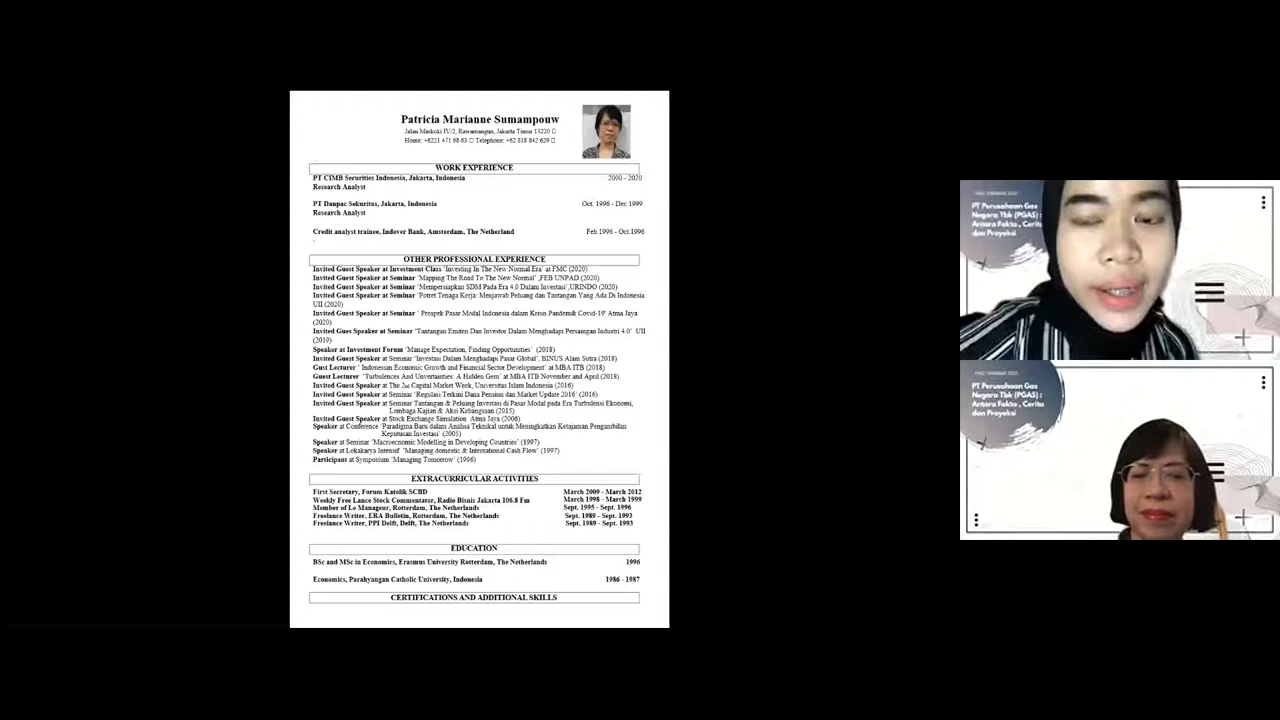 Patricia Marianne Sumampouw
Jalan Maskoki IV/2, Rawamangun, Jakarta Timur 13220
Home: +6221 471 68 63 Telephone: +62 818 842 629
WORK EXPERIENCE
PT CIMB Securities Indonesia, Jakarta, Indonesia 2000 - 2020
Research Analyst
PT Danpac Sekuritas, Jakarta, Indonesia Oct. 1996 - Dec 1999
Research Analyst
Credit analyst trainee, Indover Bank, Amsterdam, The Netherland Feb.1996 - Oct.1996
OTHER PROFESSIONAL EXPERIENCE
Invited Guest Speaker at Investment Class 'Investing In The New Normal Era' at FMC (2020)
Invited Guest Speaker at Seminar 'Mapping The Road To The New Normal' ,FEB UNPAD (2020)
Invited Guest Speaker at Seminar 'Mempersiapkan SDM Pada Era 4.0 Dalam Investasi',URINDO (2020)
Invited Guest Speaker at Seminar 'Potret Tenaga Kerja: Menjawab Peluang dan Tantangan Yang Ada Di Indonesia
UII (2020)
Invited Guest Speaker at Seminar ' Prospek Pasar Modal Indonesia dalam Krisis Pandemik Covid-19' Atma Jaya
(2020)
Invited Gues Speaker at Seminar 'Tantangan Emiten Dan Investor Dalam Menghadapi Persaingan Industri 4.0' UII
(2019)
Speaker at Investment Forum 'Manage Expectation, Finding Opportunities' (2018)
Invited Guest Speaker at Seminar 'Investasi Dalam Menghadapi Pasar Global', BINUS Alam Sutra (2018)
Gust Lecturer ' Indonesian Economic Growth and Financial Sector Development' at MBA ITB (2018)
Guest Lecturer 'Turbulences And Unvertainties: A Hidden Gem' at MBA ITB November and April (2018)
Invited Guest Speaker at The 2nd Capital Market Week, Universitas Islam Indonesia (2016)
Invited Guest Speaker at Seminar 'Regulasi Terkini Dana Pensiun dan Market Update 2016' (2016)
Invited Guest Speaker at Seminar Tantangan & Peluang Investasi di Pasar Modal pada Era Turbulensi Ekonomi,
Lembaga Kajian & Aksi Kebangsaan (2015)
Invited Guest Speaker at Stock Exchange Simulation Atma Jaya (2006)
Speaker at Conference 'Paradigma Baru dalam Analisa Teknikal untuk Meningkatkan Ketajaman Pengambilan
Keputusan Investasi' (2005)
Speaker at Seminar 'Macroeconomic Modelling in Developing Countries' (1997)
Speaker at Lokakarya Intensif 'Managing domestic & International Cash Flow' (1997)
Participant at Symposium 'Managing Tomorrow' (1996)
EXTRACURRICULAR ACTIVITIES
First Secretary, Forum Katolik SCBD March 2009 - March 2012
Weekly Free Lance Stock Commentator, Radio Bisnis Jakarta 106.8 Fm March 1998 - March 1999
Member of Le Manageur, Rotterdam, The Netherlands Sept. 1995 - Sept. 1996
Freelance Writer, ERA Bulletin, Rotterdam, The Netherlands Sept. 1989 - Sept. 1993
Freelance Writer, PPI Delft, Delft, The Netherlands Sept. 1989 - Sept. 1993
EDUCATION
BSc and MSc in Economics, Erasmus University Rotterdam, The Netherlands 1996
Economics, Parahyangan Catholic University, Indonesia 1986 - 1987
CERTIFICATIONS AND ADDITIONAL SKILLS
PT Perusahaan Gas
Negara Tbk (PGAS) :
Antara Fakta , Cerita
dan Proyeksi
PT Perusahaan Gas
Negara Tbk (PGAS) :
Antara Fakta , Cerita
dan Proyeksi